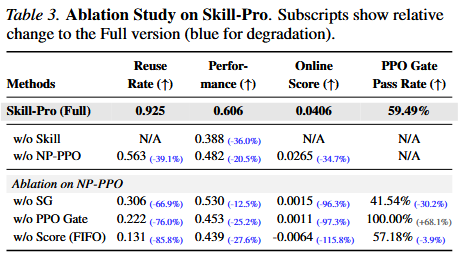 Table 3. Ablation Study on Skill-Pro. Subscripts show relative
change to the Full version (blue for degradation).
Methods Reuse Rate (↑) Perfor-mance (↑) Online Score (↑) PPO Gate Pass Rate (↑)
Skill-Pro (Full) 0.925 0.606 0.0406 59.49%
w/o Skill N/A 0.388 (-36.0%) N/A N/A
w/o NP-PPO 0.563 (-39.1%) 0.482 (-20.5%) 0.0265 (-34.7%) N/A
Ablation on NP-PPO
w/o SG 0.306 (-66.9%) 0.530 (-12.5%) 0.0015 (-96.3%) 41.54% (-30.2%)
w/o PPO Gate 0.222 (-76.0%) 0.453 (-25.2%) 0.0011 (-97.3%) 100.00% (+68.1%)
w/o Score (FIFO) 0.131 (-85.8%) 0.439 (-27.6%) -0.0064 (-115.8%) 57.18% (-3.9%)